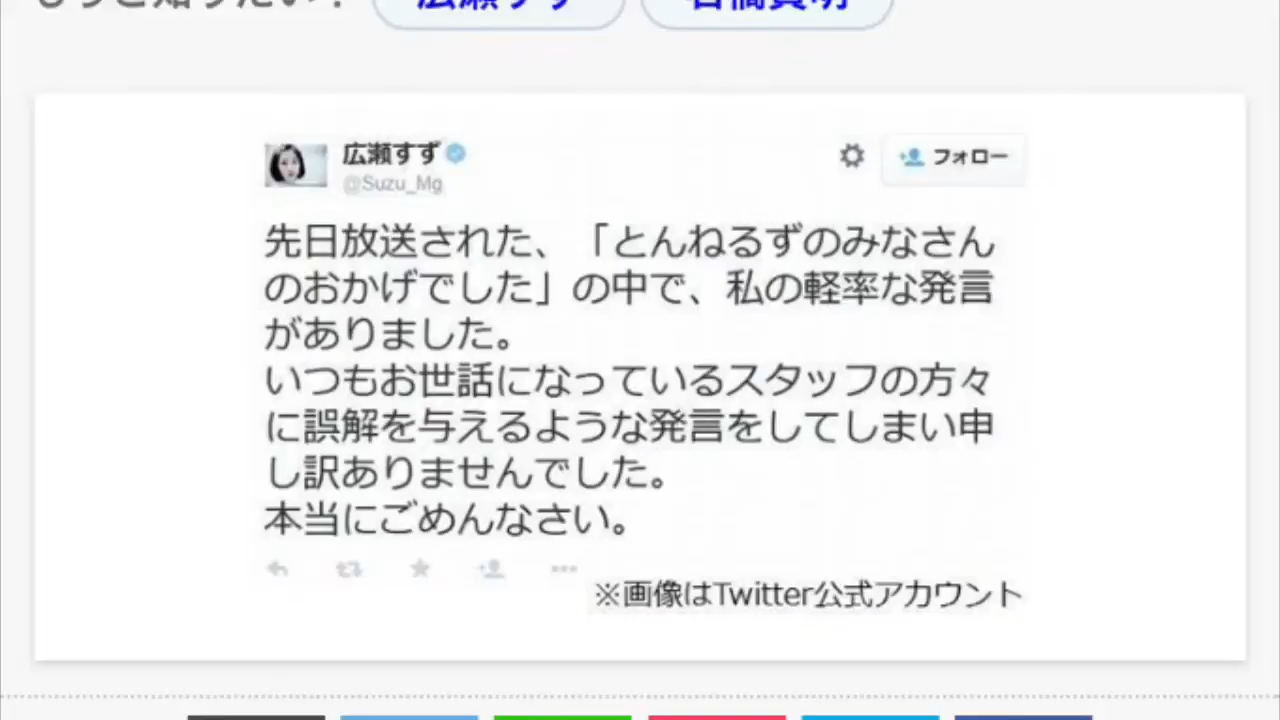 広瀬すず
@Suzu_Mg
フォロー
先日放送された、「とんねるずのみなさん
のおかげでした」の中で、私の軽率な発言
がありました。
いつもお世話になっているスタッフの方々
に誤解を与えるような発言をしてしまい申
し訳ありませんでした。
本当にごめんなさい。
※画像はTwitter公式アカウント